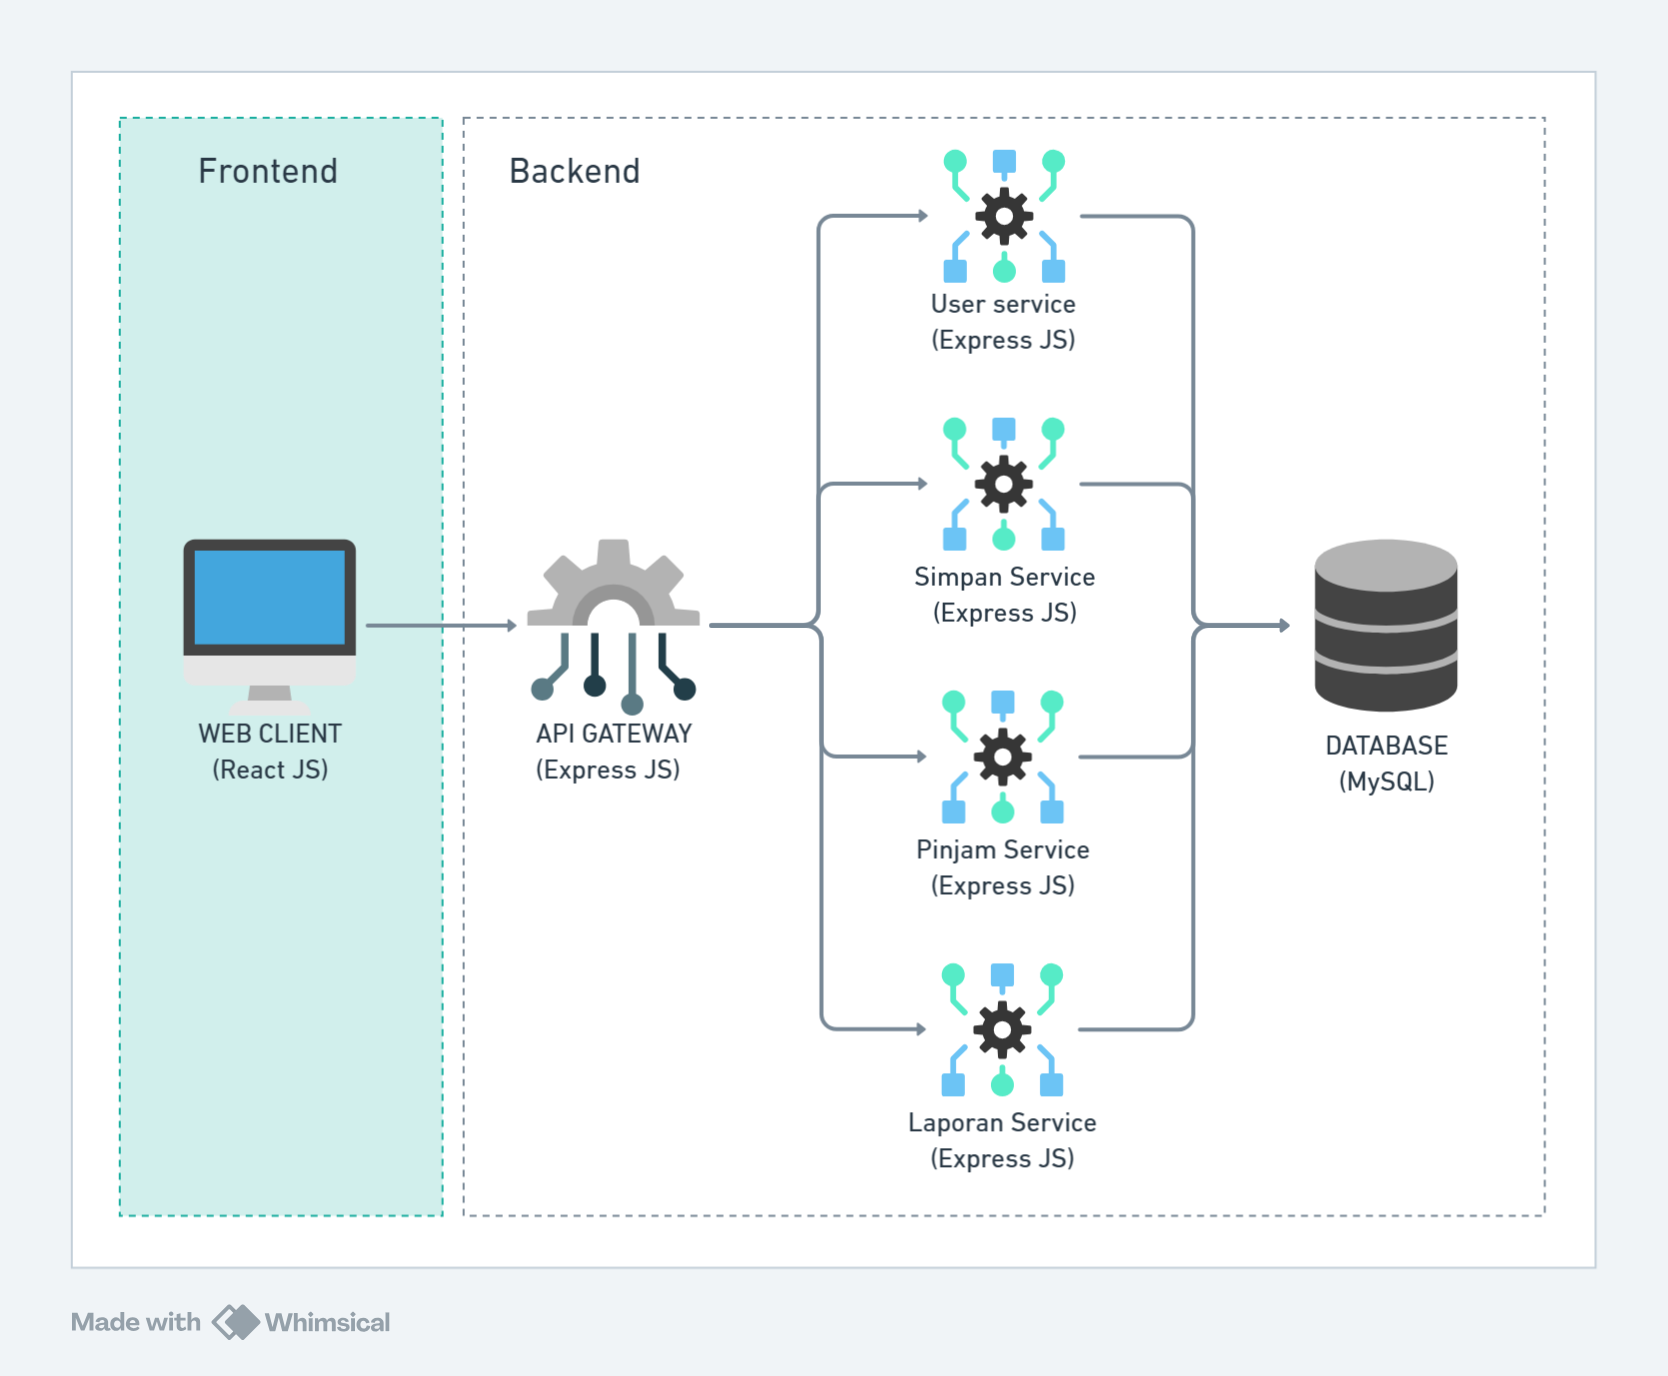 Frontend
Backend
User service
(Express JS)
Simpan Service
(Express JS)
WEB CLIENT
(React JS)
API GATEWAY
(Express JS)
DATABASE
(MySQL)
Pinjam Service
(Express JS)
Laporan Service
(Express JS)
Made with Whimsical